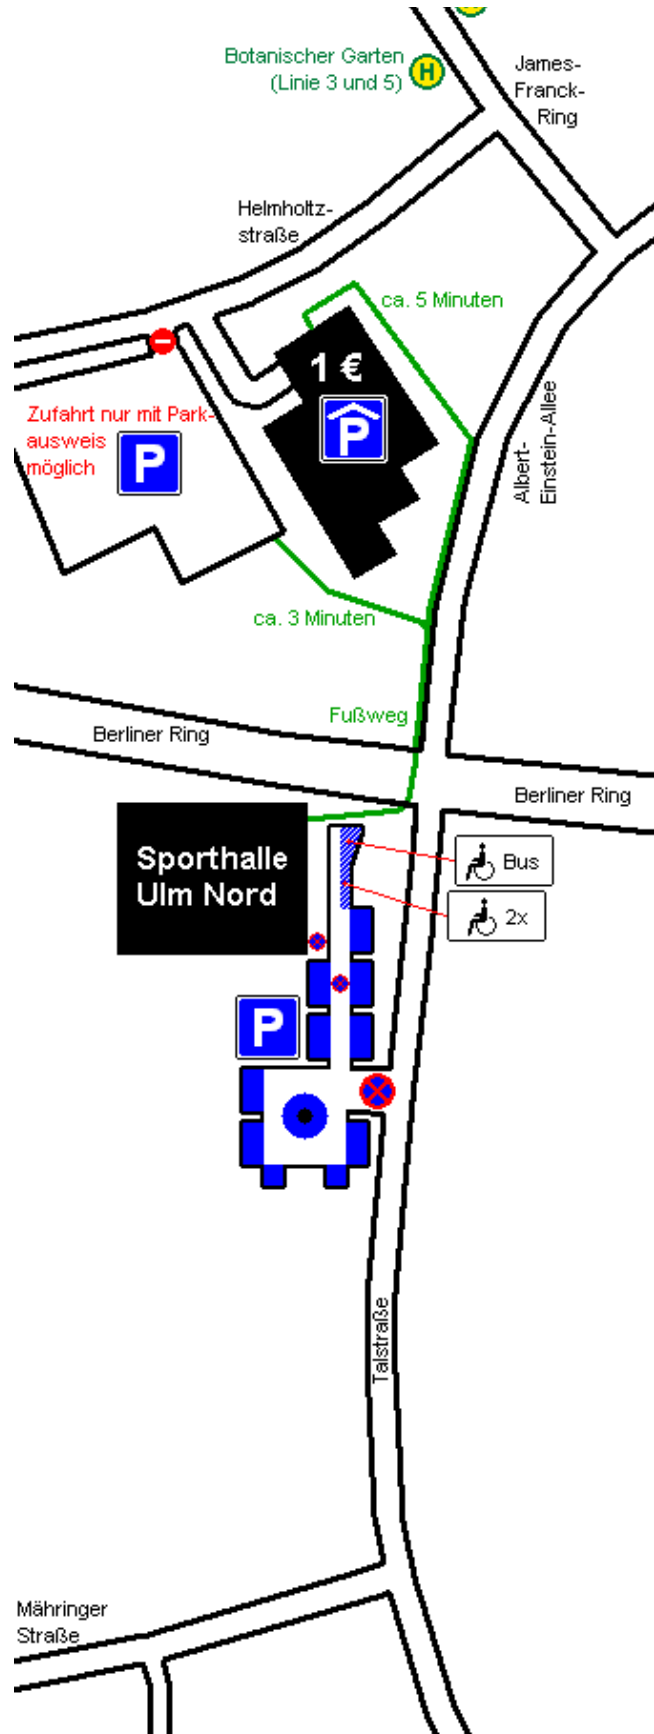 Botanischer Garten
(Linie 3 und 5)
H
James-
Franck-
Ring
Helmholtz-
straße
ca. 5 Minuten
1 €
P
Zufahrt nur mit Park-
ausweis
möglich
P
Albert-
Einstein-Allee
ca. 3 Minuten
Fußweg
Berliner Ring
Berliner Ring
Sporthalle
Ulm Nord
Bus
2x
P
Talstraße
Mähringer
Straße